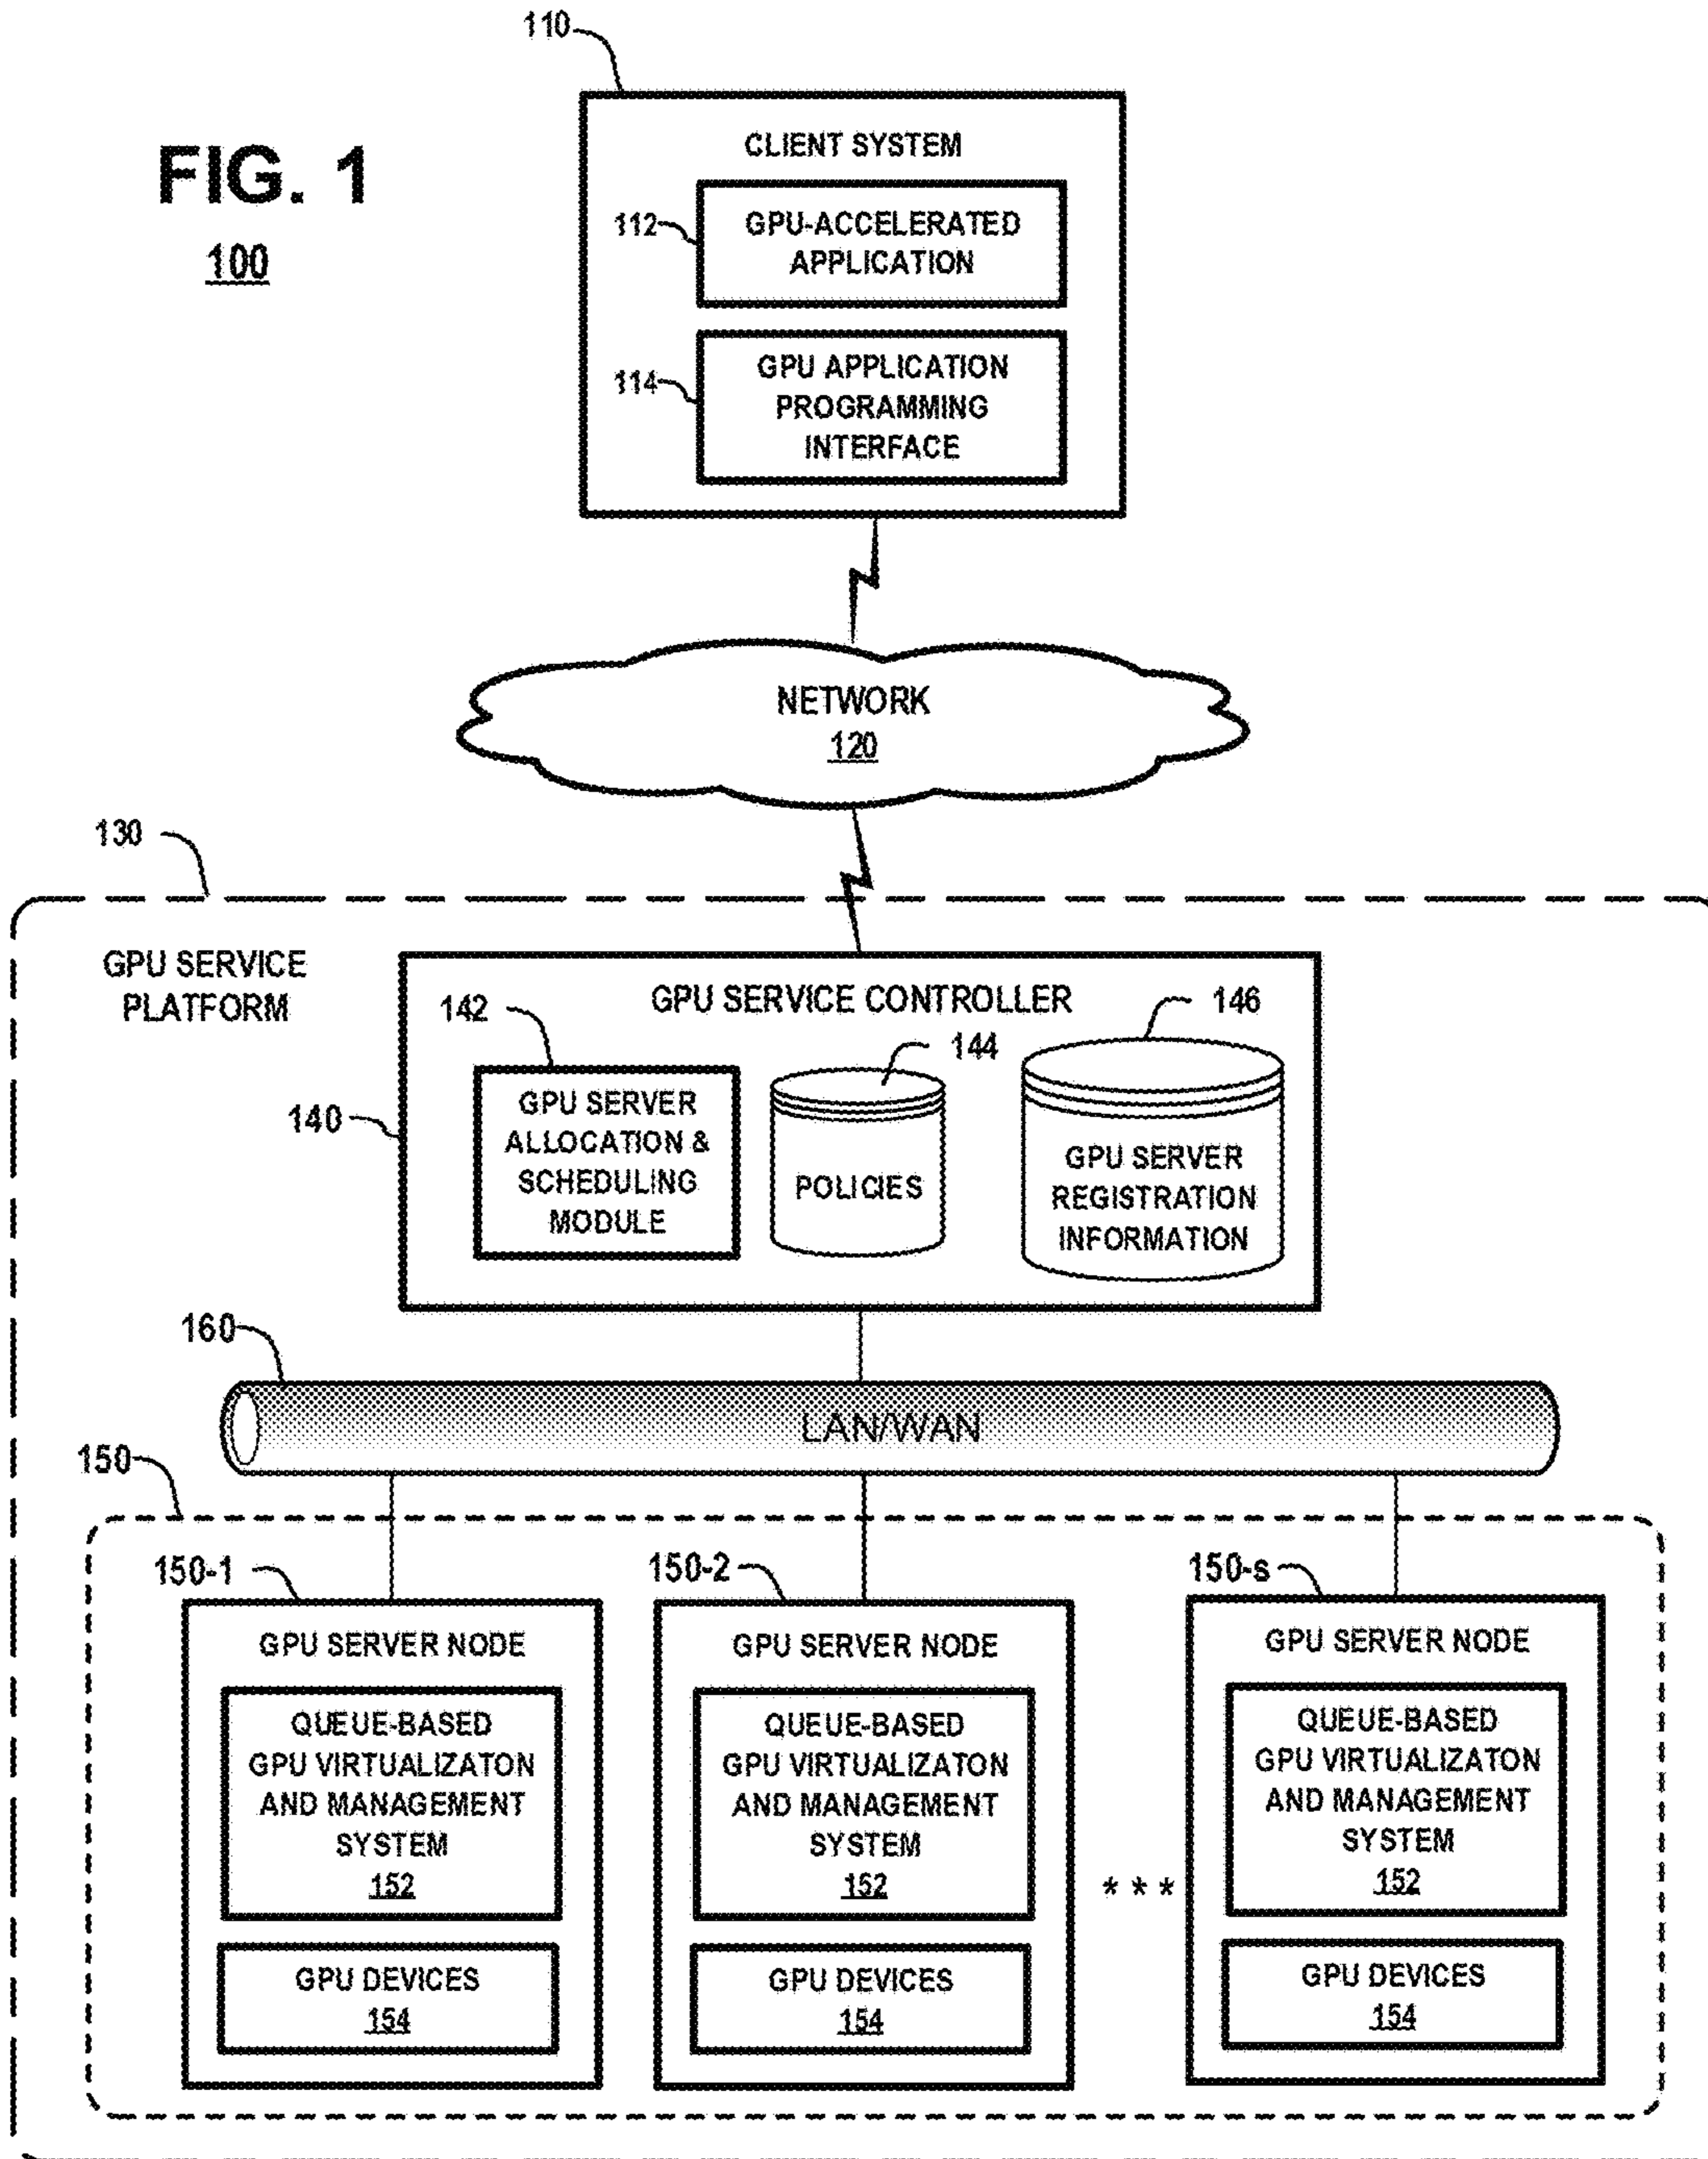 110
FIG. 1
100
CLIENT SYSTEM
112
GPU-ACCELERATED
APPLICATION
114
GPU APPLICATION
PROGRAMMING
INTERFACE
NETWORK
120
130
GPU SERVICE
PLATFORM
GPU SERVICE CONTROLLER
140
142
GPU SERVER
ALLOCATION &
SCHEDULING
MODULE
144
POLICIES
146
GPU SERVER
REGISTRATION
INFORMATION
160
LAN/WAN
150
150-1
GPU SERVER NODE
QUEUE-BASED
GPU VIRTUALIZATON
AND MANAGEMENT
SYSTEM
152
GPU DEVICES
154
150-2
GPU SERVER NODE
QUEUE-BASED
GPU VIRTUALIZATON
AND MANAGEMENT
SYSTEM
152
GPU DEVICES
154
* * *
150-s
GPU SERVER NODE
QUEUE-BASED
GPU VIRTUALIZATON
AND MANAGEMENT
SYSTEM
152
GPU DEVICES
154